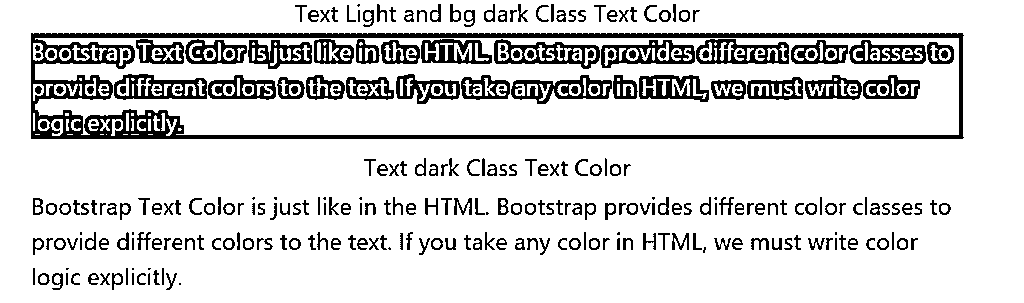 Text Light and bg dark Class Text Color
Bootstrap Text Color is just like in the HTML. Bootstrap provides different color classes to
provide different colors to the text. If you take any color in HTML, we must write color
logic explicitly.
Text dark Class Text Color
Bootstrap Text Color is just like in the HTML. Bootstrap provides different color classes to
provide different colors to the text. If you take any color in HTML, we must write color
logic explicitly.